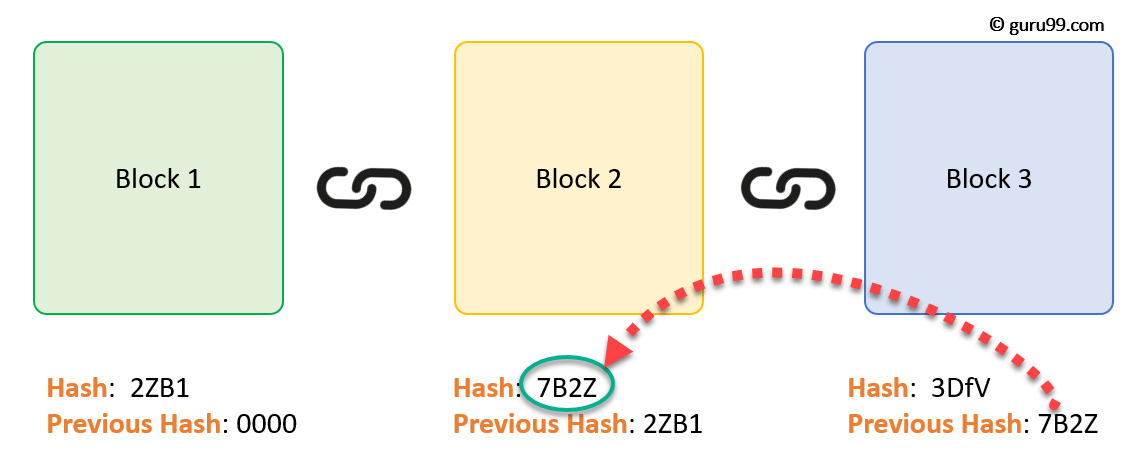 © guru99.com
Block 1
Block 2
Block 3
Hash: 2ZB1
Previous Hash: 0000
Hash: 7B2Z
Previous Hash: 2ZB1
Hash: 3DfV
Previous Hash: 7B2Z